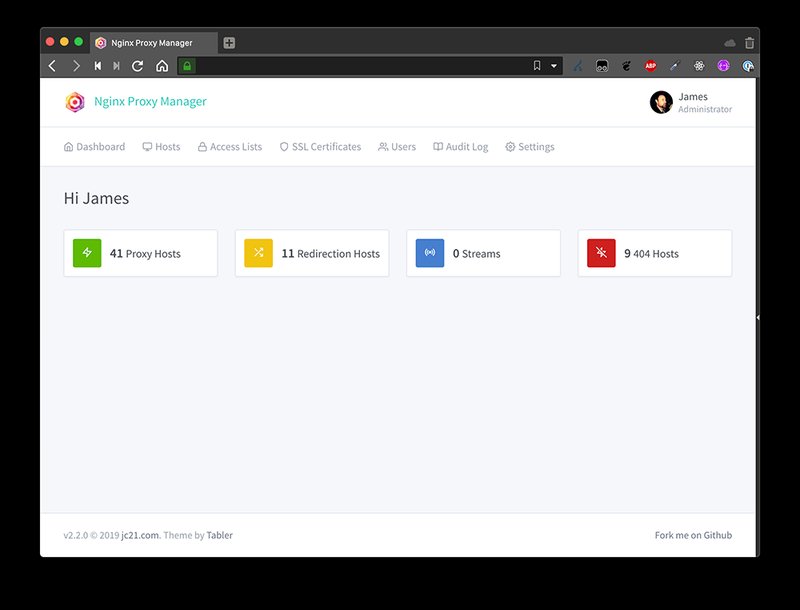 Nginx Proxy Manager
ABP
Nginx Proxy Manager
James
Administrator
Dashboard Hosts Access Lists SSL Certificates Users Audit Log Settings
Hi James
41 Proxy Hosts 11 Redirection Hosts 0 Streams 9 404 Hosts
v2.2.0 © 2019 jc21.com. Theme by Tabler Fork me on Github